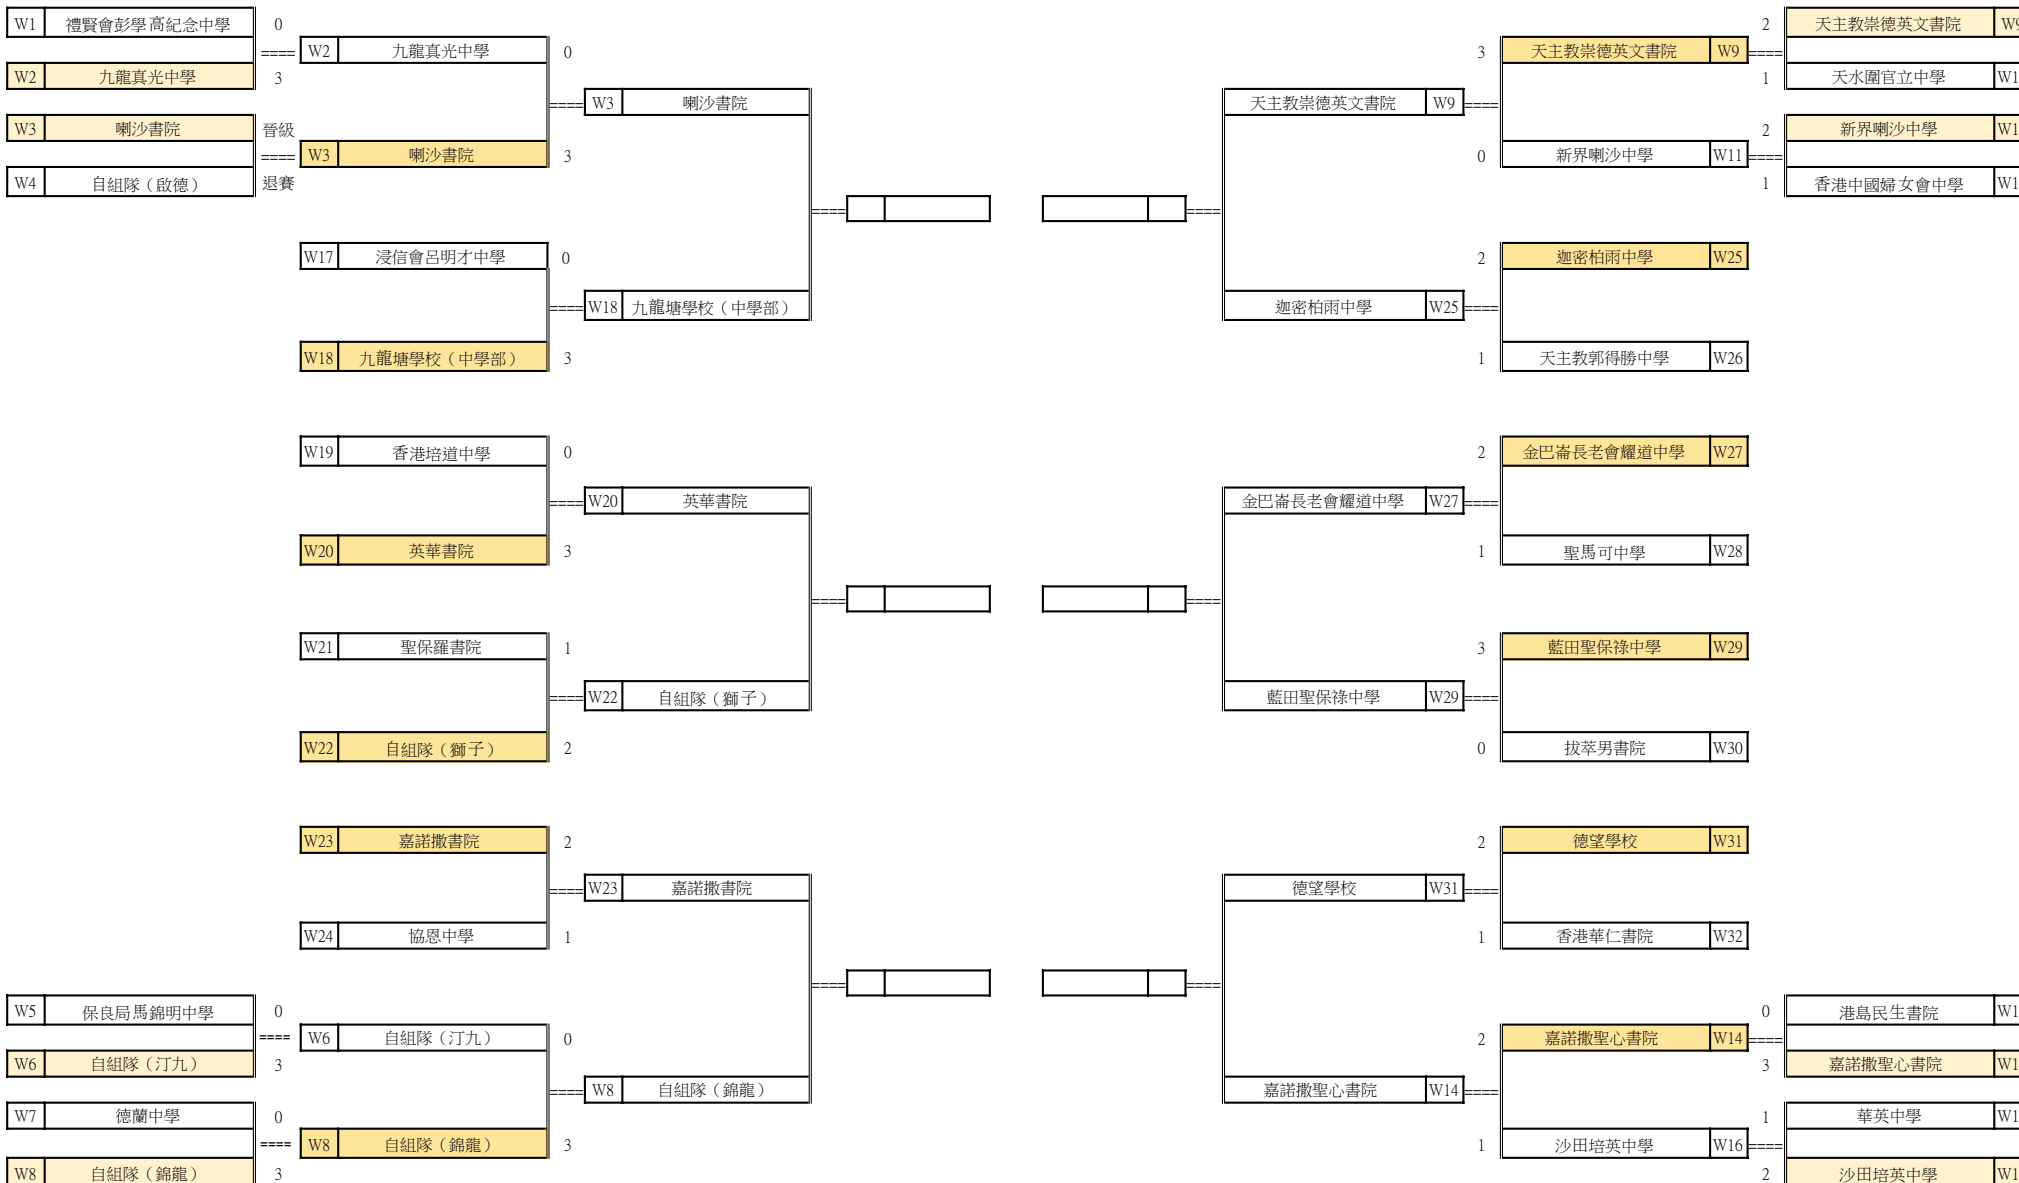 W1 禮賢會彭學高紀念中學 0
W2 九龍真光中學 3
W3 喇沙書院 晉級
W4 自組隊（啟德） 退賽
==== W2 九龍真光中學 0
==== W3 喇沙書院 3
==== W3 喇沙書院
W17 浸信會呂明才中學 0
W18 九龍塘學校（中學部） 3
==== W18 九龍塘學校（中學部）
====
W19 香港培道中學 0
W20 英華書院 3
==== W20 英華書院
W21 聖保羅書院 1
W22 自組隊（獅子） 2
==== W22 自組隊（獅子）
====
W23 嘉諾撒書院 2
W24 協恩中學 1
==== W23 嘉諾撒書院
W5 保良局馬錦明中學 0
W6 自組隊（汀九） 3
W7 德蘭中學 0
W8 自組隊（錦龍） 3
==== W6 自組隊（汀九） 0
==== W8 自組隊（錦龍） 3
==== W8 自組隊（錦龍）
====
2 天主教崇德英文書院
1 天水圍官立中學
2 新界喇沙中學
1 香港中國婦女會中學
3 天主教崇德英文書院 W9 ====
0 新界喇沙中學 W11 ====
天主教崇德英文書院 W9 ====
2 迦密柏雨中學 W25
1 天主教郭得勝中學 W26
迦密柏雨中學 W25 ====
====
2 金巴崙長老會耀道中學 W27
1 聖馬可中學 W28
金巴崙長老會耀道中學 W27 ====
3 藍田聖保祿中學 W29
0 拔萃男書院 W30
藍田聖保祿中學 W29 ====
====
2 德望學校 W31
1 香港華仁書院 W32
德望學校 W31 ====
0 港島民生書院
3 嘉諾撒聖心書院
1 華英中學
2 沙田培英中學
2 嘉諾撒聖心書院 W14 ====
1 沙田培英中學 W16 ====
嘉諾撒聖心書院 W14 ====
====